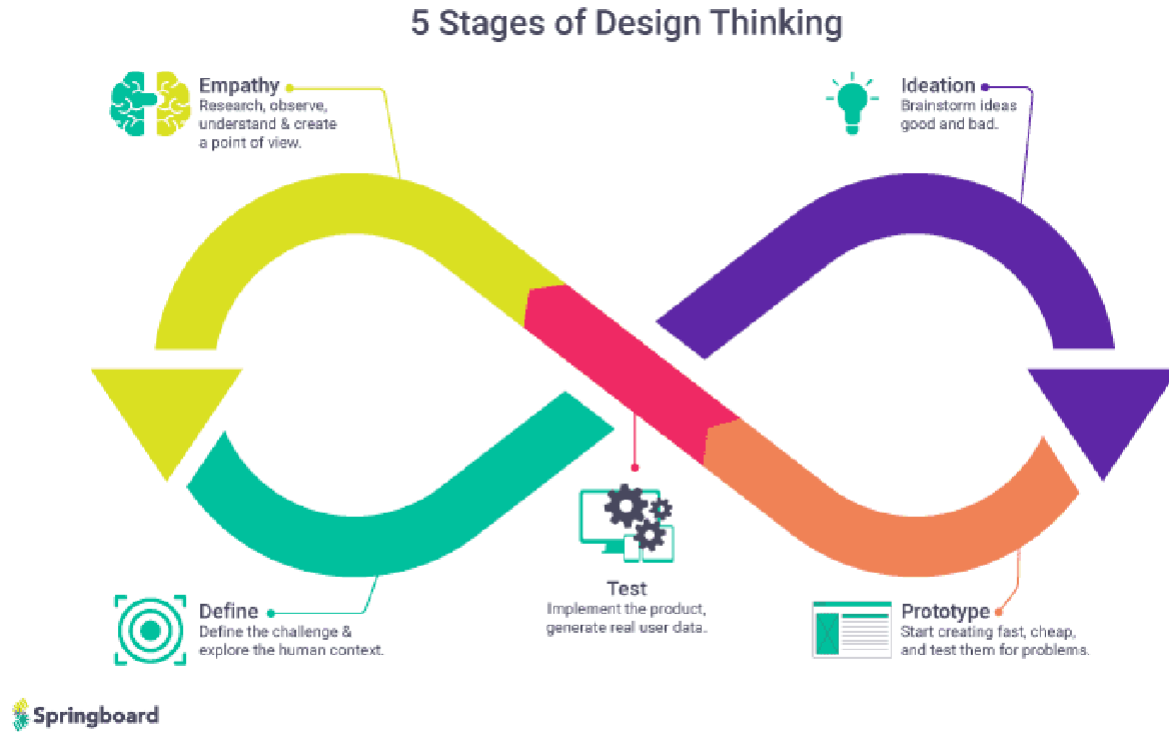 5 Stages of Design Thinking
Empathy
Research, observe,
understand & create
a point of view.
Ideation
Brainstorm ideas
good and bad.
Define
Define the challenge &
explore the human context.
Test
Implement the product,
generate real user data.
Prototype
Start creating fast, cheap,
and test them for problems.
Springboard